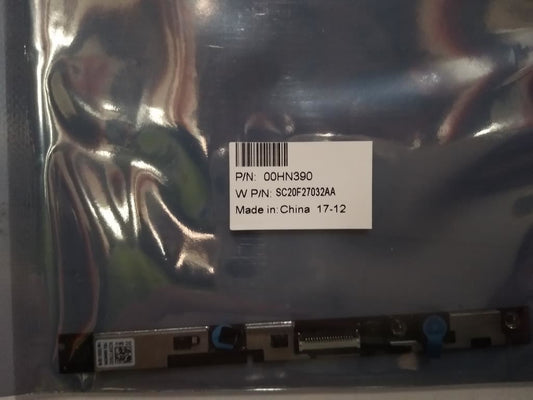 P/N: 00HN390
W P/N: SC20F27032AA
Made in: China 17-12